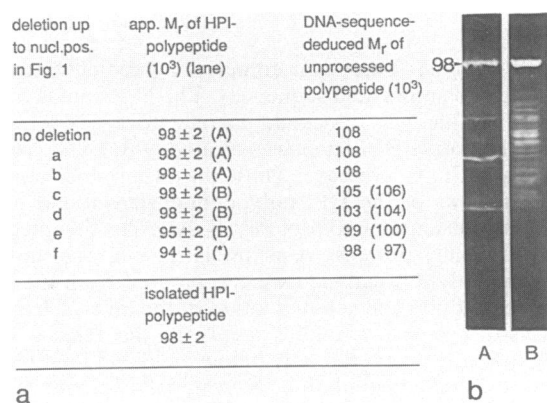 deletion up app. Mr of HPI- DNA-sequence-
to nucl.pos. polypeptide deduced Mr of
in Fig. 1 (10³) (lane) unprocessed
polypeptide (10³)
no deletion 98 ± 2 (A) 108
a 98 ± 2 (A) 108
b 98 ± 2 (A) 108
c 98 ± 2 (B) 105 (106)
d 98 ± 2 (B) 103 (104)
e 95 ± 2 (B) 99 (100)
f 94 ± 2 (*) 98 ( 97)
isolated HPI-
polypeptide
98 ± 2
a
98
A B
b